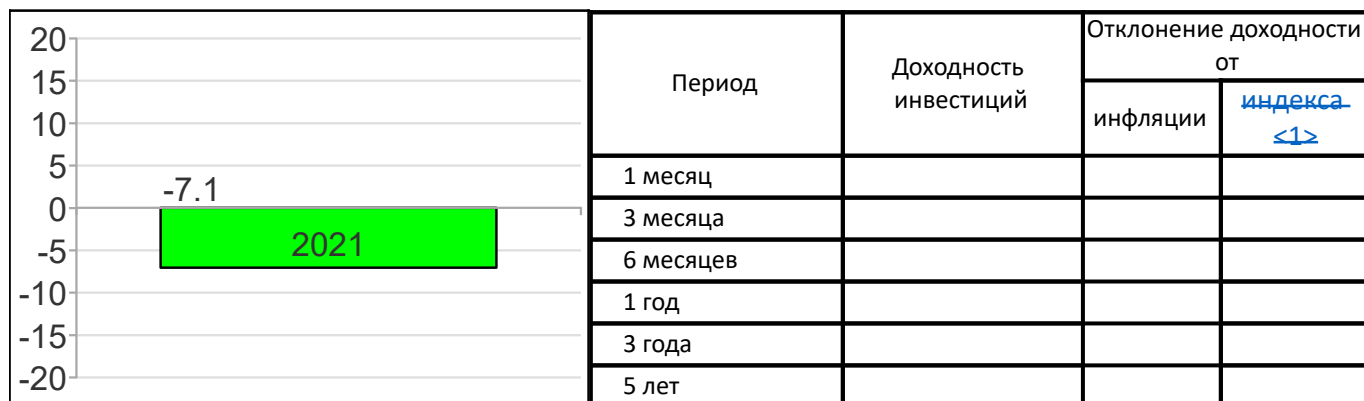 20
15
10
5
0
-5
-10
-15
-20
-7.1
2021
Период
Доходность
инвестиций
Отклонение доходности
от
инфляции
индекса
<1>
1 месяц
3 месяца
6 месяцев
1 год
3 года
5 лет